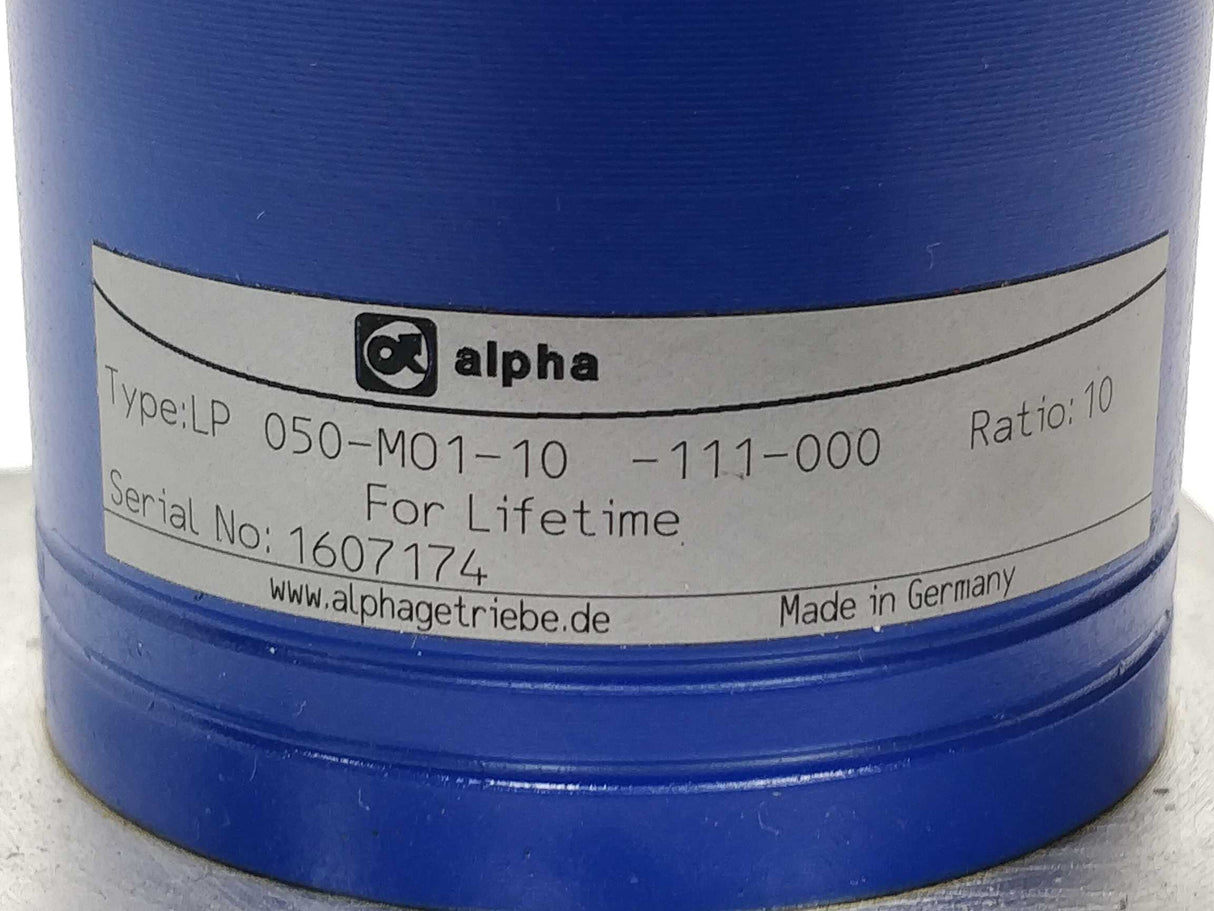 alpha
Type:LP 050-M01-10 -111-000 Ratio: 10
For Lifetime
Serial No: 1607174
www.alphagetriebe.de Made in Germany